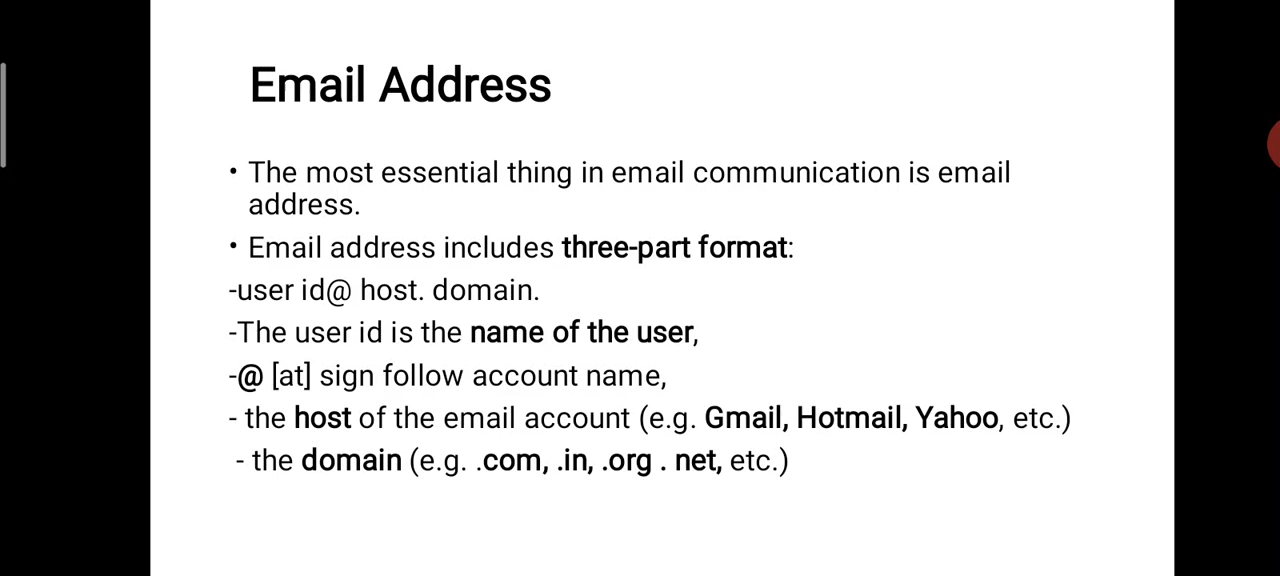 Email Address
• The most essential thing in email communication is email
address.
• Email address includes three-part format:
-user id@ host. domain.
-The user id is the name of the user,
-@ [at] sign follow account name,
- the host of the email account (e.g. Gmail, Hotmail, Yahoo, etc.)
- the domain (e.g. .com, .in, .org . net, etc.)